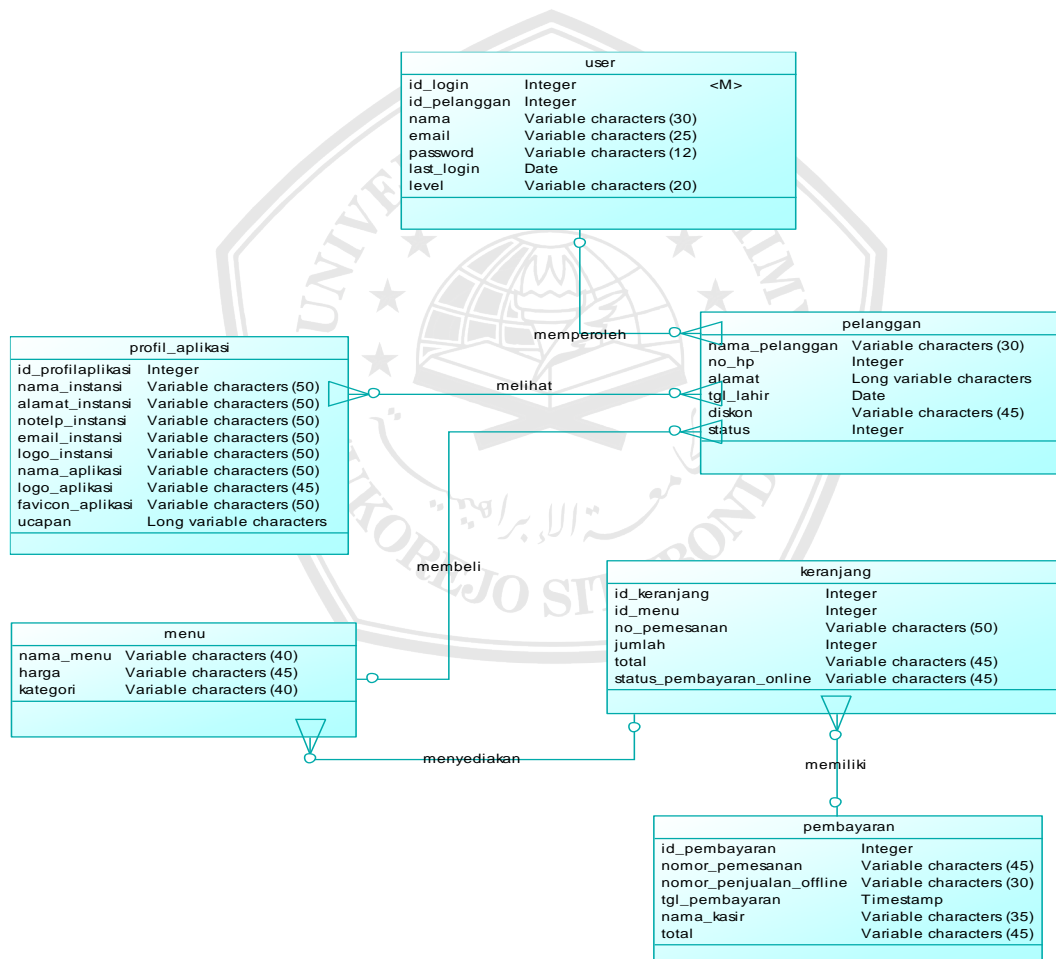 user
id_login Integer <M>
id_pelanggan Integer
nama Variable characters (30)
email Variable characters (25)
password Variable characters (12)
last_login Date
level Variable characters (20)
memperoleh
pelanggan
nama_pelanggan Variable characters (30)
no_hp Integer
alamat Long variable characters
tgl_lahir Date
diskon Variable characters (45)
status Integer
profil_aplikasi
id_profilaplikasi Integer
nama_instansi Variable characters (50)
alamat_instansi Variable characters (50)
notelp_instansi Variable characters (50)
email_instansi Variable characters (50)
logo_instansi Variable characters (50)
nama_aplikasi Variable characters (50)
logo_aplikasi Variable characters (45)
favicon_aplikasi Variable characters (50)
ucapan Long variable characters
melihat
membeli
keranjang
id_keranjang Integer
id_menu Integer
no_pemesanan Variable characters (50)
jumlah Integer
total Variable characters (45)
status_pembayaran_online Variable characters (45)
menu
nama_menu Variable characters (40)
harga Variable characters (45)
kategori Variable characters (40)
menyediakan
memiliki
pembayaran
id_pembayaran Integer
nomor_pemesanan Variable characters (45)
nomor_penjualan_offline Variable characters (30)
tgl_pembayaran Timestamp
nama_kasir Variable characters (35)
total Variable characters (45)